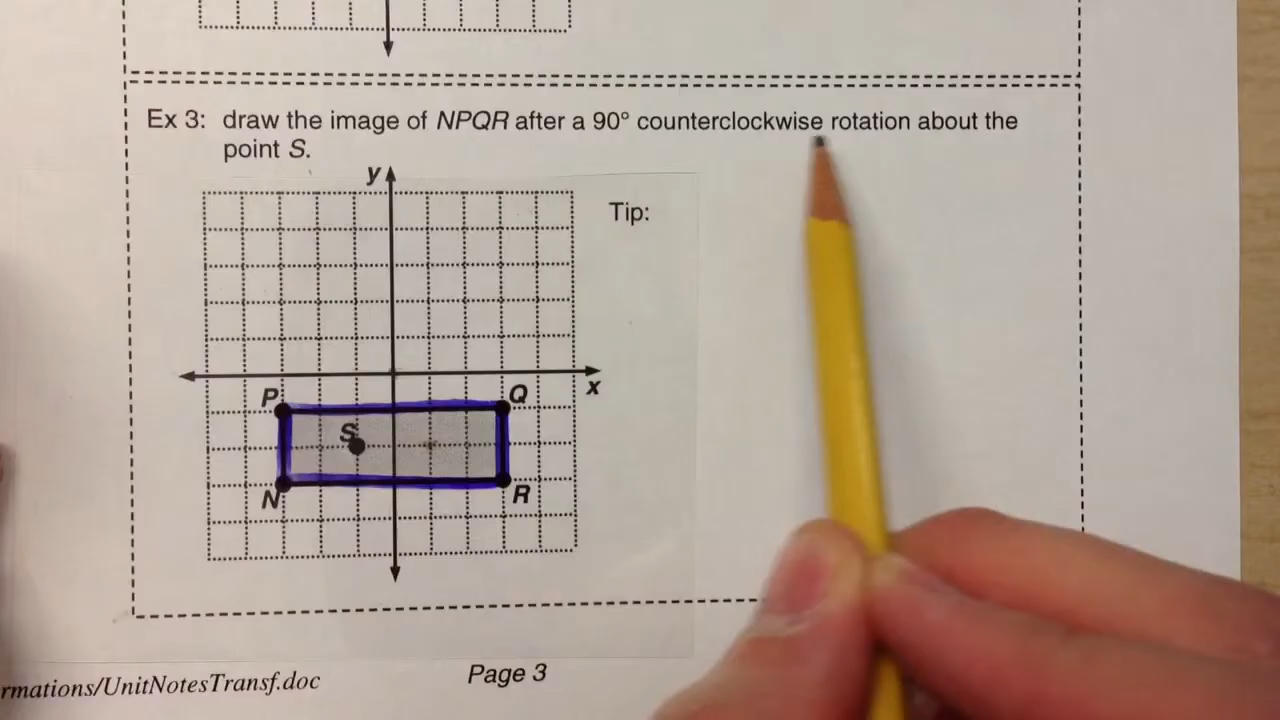 Ex 3: draw the image of NPQR after a 90° counterclockwise rotation about the
point S.
y
Tip:
x
P
Q
S
N
R
rmations/UnitNotesTransf.doc
Page 3